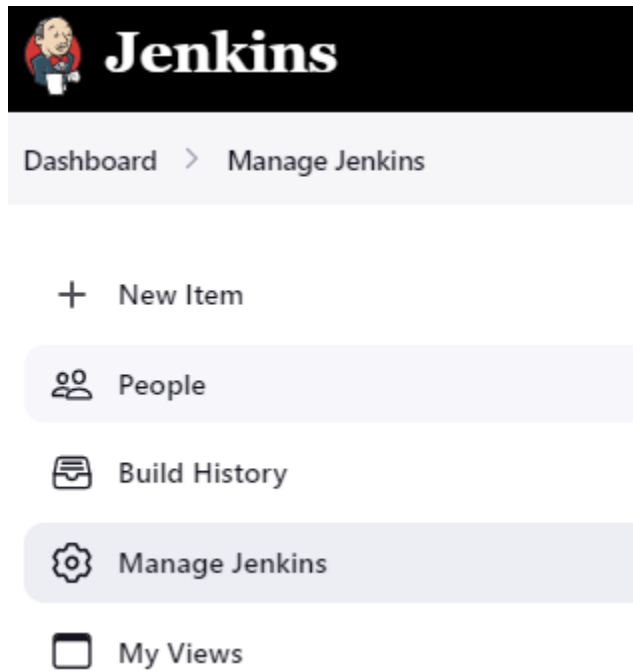 Jenkins
Dashboard > Manage Jenkins
New Item
People
Build History
Manage Jenkins
My Views